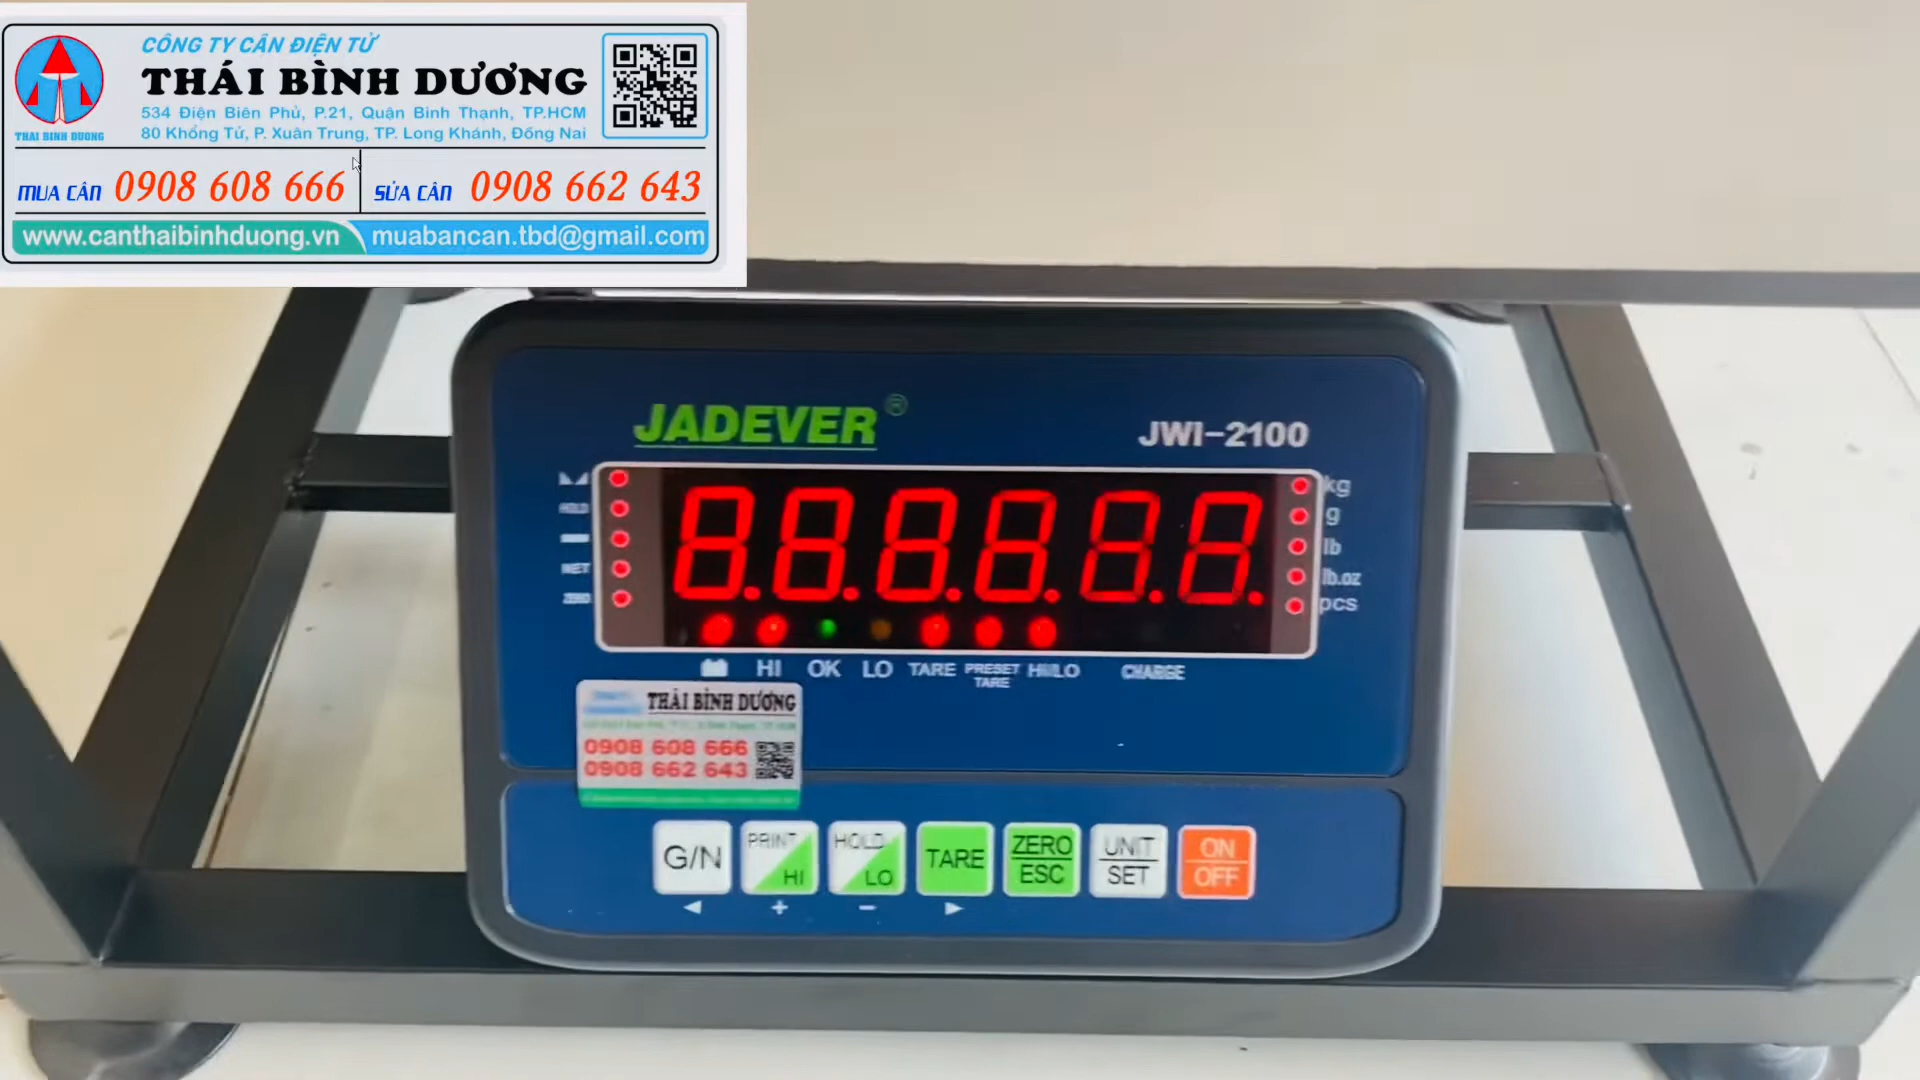 CÔNG TY CÂN ĐIỆN TỬ
THÁI BÌNH DƯƠNG
534 Điện Biên Phủ, P.21, Quận Bình Thạnh, TP.HCM
80 Khổng Tử, P. Xuân Trung, TP. Long Khánh, Đồng Nai
THAI BINH DUONG
MUA CÂN 0908 608 666
SỬA CÂN 0908 662 643
www.canthaibinhduong.vn
muabancan.tbd@gmail.com
JADEVER®
JWI-2100
HOLD
NET
ZERO
8.8.8.8.8.8.
kg
g
lb
lb.oz
pcs
HI OK LO TARE PRESET TARE HI/LO CHARGE
THÁI BÌNH DƯƠNG
0908 608 666
0908 662 643
G/N
PRINT HI
HOLD LO
TARE
ZERO ESC
UNIT SET
ON OFF